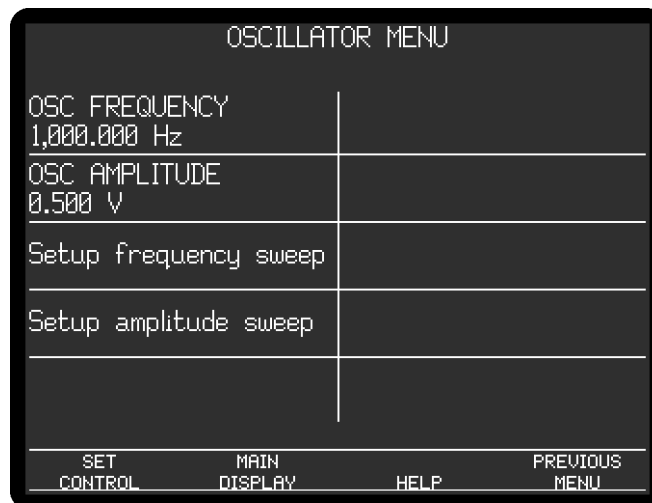 OSCILLATOR MENU
OSC FREQUENCY
1,000.000 Hz
OSC AMPLITUDE
0.500 V
Setup frequency sweep
Setup amplitude sweep
SET CONTROL
MAIN DISPLAY
HELP
PREVIOUS MENU